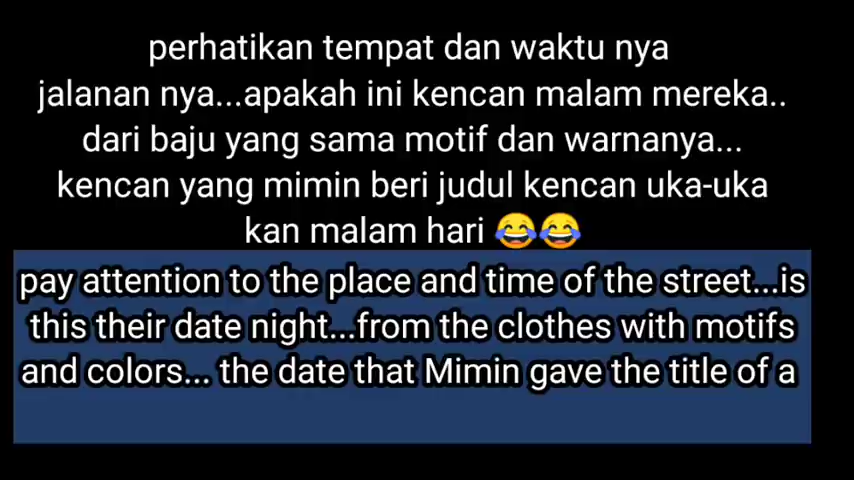 perhatikan tempat dan waktu nya
jalanan nya...apakah ini kencan malam mereka..
dari baju yang sama motif dan warnanya...
kencan yang mimin beri judul kencan uka-uka
kan malam hari 😂😂
pay attention to the place and time of the street...is
this their date night...from the clothes with motifs
and colors... the date that Mimin gave the title of a